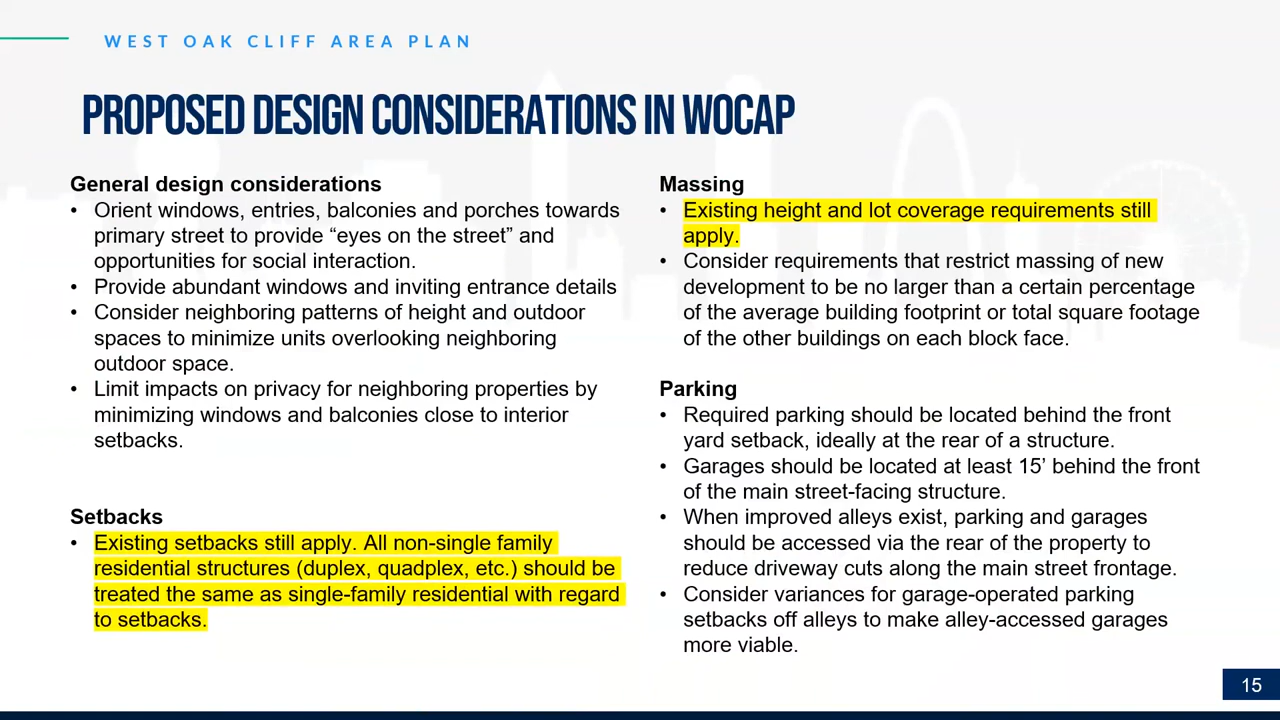 WEST OAK CLIFF AREA PLAN
PROPOSED DESIGN CONSIDERATIONS IN WOCAP
General design considerations
• Orient windows, entries, balconies and porches towards
primary street to provide “eyes on the street” and
opportunities for social interaction.
• Provide abundant windows and inviting entrance details
• Consider neighboring patterns of height and outdoor
spaces to minimize units overlooking neighboring
outdoor space.
• Limit impacts on privacy for neighboring properties by
minimizing windows and balconies close to interior
setbacks.
Setbacks
• Existing setbacks still apply. All non-single family
residential structures (duplex, quadplex, etc.) should be
treated the same as single-family residential with regard
to setbacks.
Massing
• Existing height and lot coverage requirements still
apply.
• Consider requirements that restrict massing of new
development to be no larger than a certain percentage
of the average building footprint or total square footage
of the other buildings on each block face.
Parking
• Required parking should be located behind the front
yard setback, ideally at the rear of a structure.
• Garages should be located at least 15’ behind the front
of the main street-facing structure.
• When improved alleys exist, parking and garages
should be accessed via the rear of the property to
reduce driveway cuts along the main street frontage.
• Consider variances for garage-operated parking
setbacks off alleys to make alley-accessed garages
more viable.
15